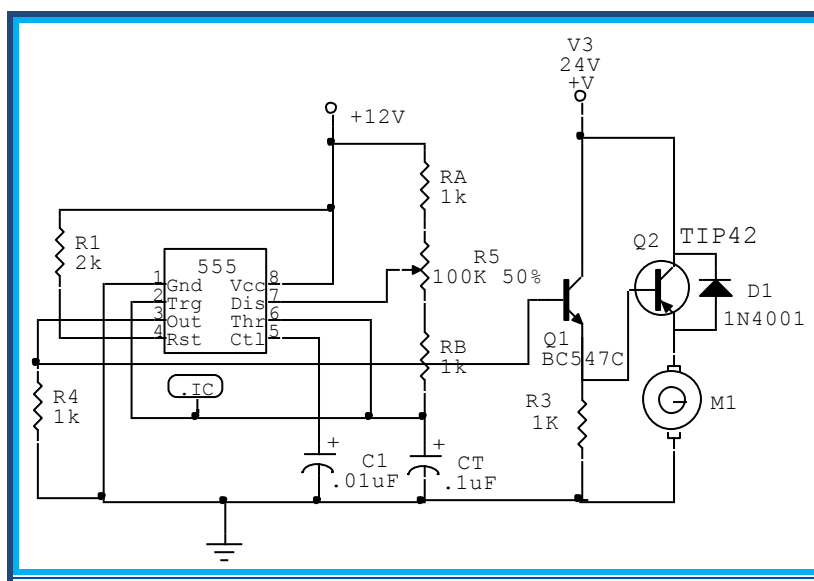 V3
24V
+V
+12V
RA
1k
R1
2k
555
1 Gnd Vcc 8
2 Trg Dis 7
3 Out Thr 6
4 Rst Ctl 5
R5
100K 50%
Q2
TIP42
D1
1N4001
Q1
BC547C
RB
1k
.IC
R4
1k
R3
1K
M1
+
C1
.01uF
+
CT
.1uF